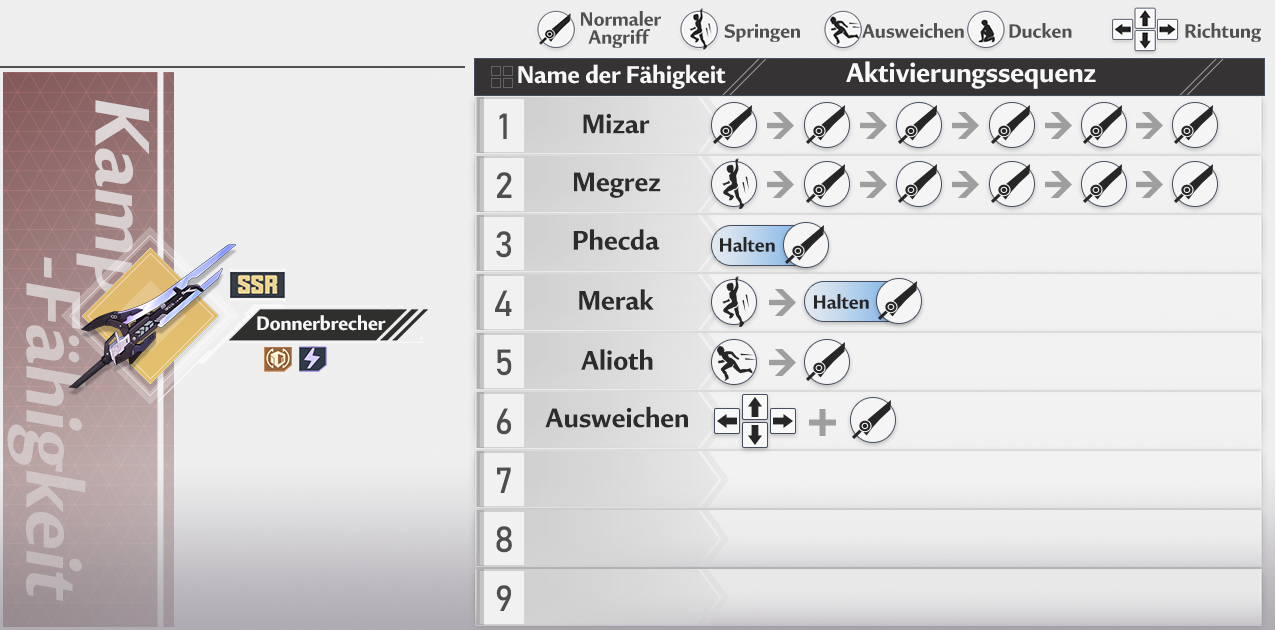 Normaler
Angriff
Springen
Ausweichen
Ducken
Richtung
Name der Fähigkeit
Aktivierungssequenz
Kampf
-Fähigkeit
SSR
Donnerbrecher
1 Mizar
2 Megrez
3 Phecda Halten
4 Merak Halten
5 Alioth
6 Ausweichen
7
8
9